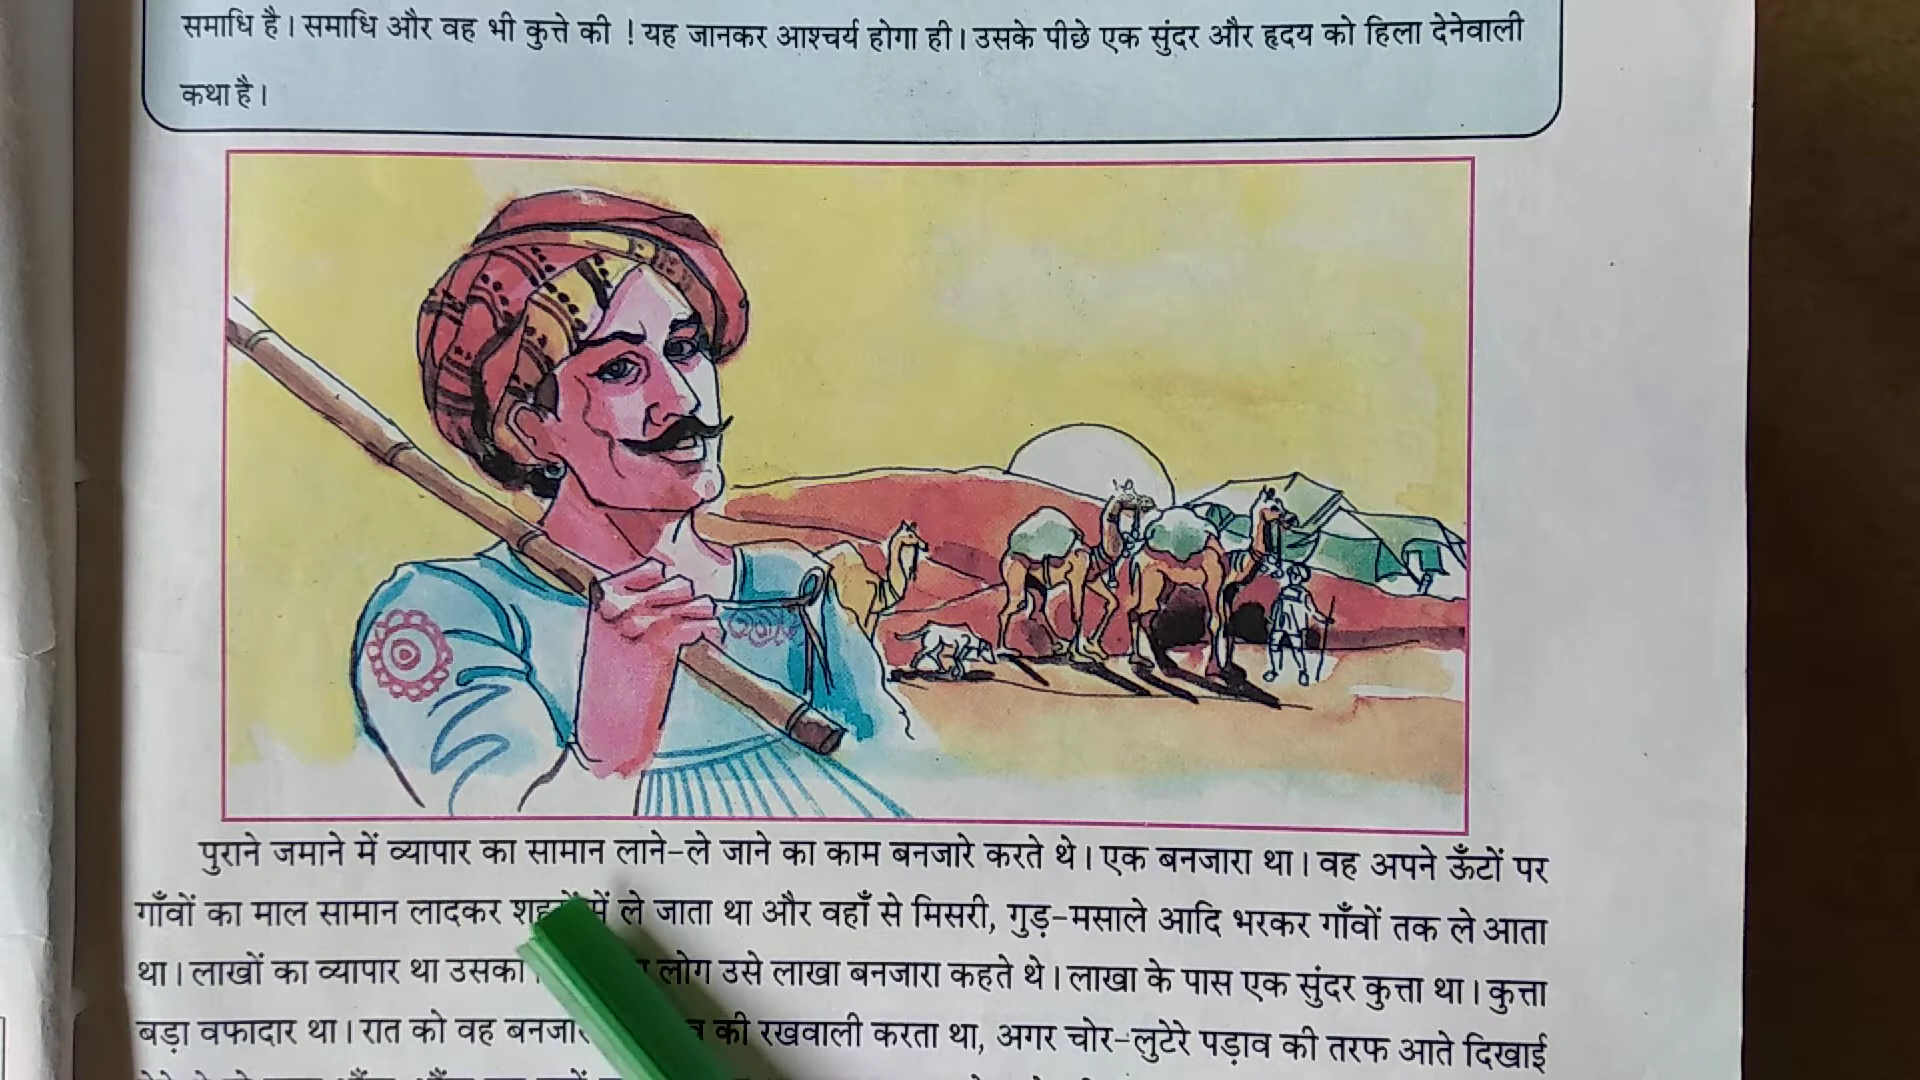 समाधि है। समाधि और वह भी कुत्ते की ! यह जानकर आश्चर्य होगा ही। उसके पीछे एक सुंदर और हृदय को हिला देनेवाली
कथा है।
पुराने जमाने में व्यापार का सामान लाने-ले जाने का काम बनजारे करते थे। एक बनजारा था। वह अपने ऊँटों पर
गाँवों का माल सामान लादकर में ले जाता था और वहाँ से मिसरी, गुड़-मसाले आदि भरकर गाँवों तक ले आता
था। लाखों का व्यापार था उसका लोग उसे लाखा बनजारा कहते थे। लाखा के पास एक सुंदर कुत्ता था। कुत्ता
बड़ा वफादार था। रात को वह की रखवाली करता था, अगर चोर-लुटेरे पड़ाव की तरफ आते दिखाई